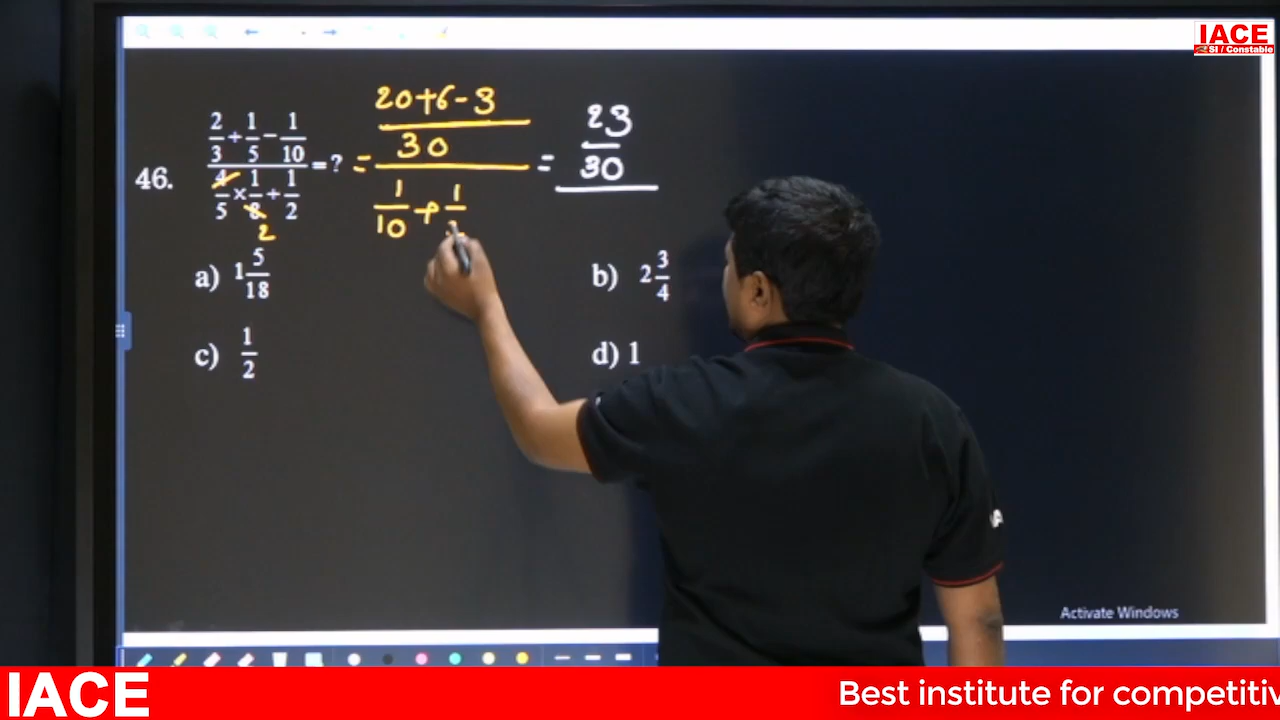 IACE
SI / Constable
46. (2/3 + 1/5 − 1/10) / (4/5 × 1/8 + 1/2) = ?
2
= ((20+6-3)/30) / (1/10 + 1/
= 23/30
a) 1 5/18
b) 2 3/4
c) 1/2
d) 1
Activate Windows
IACE
Best institute for competitiv